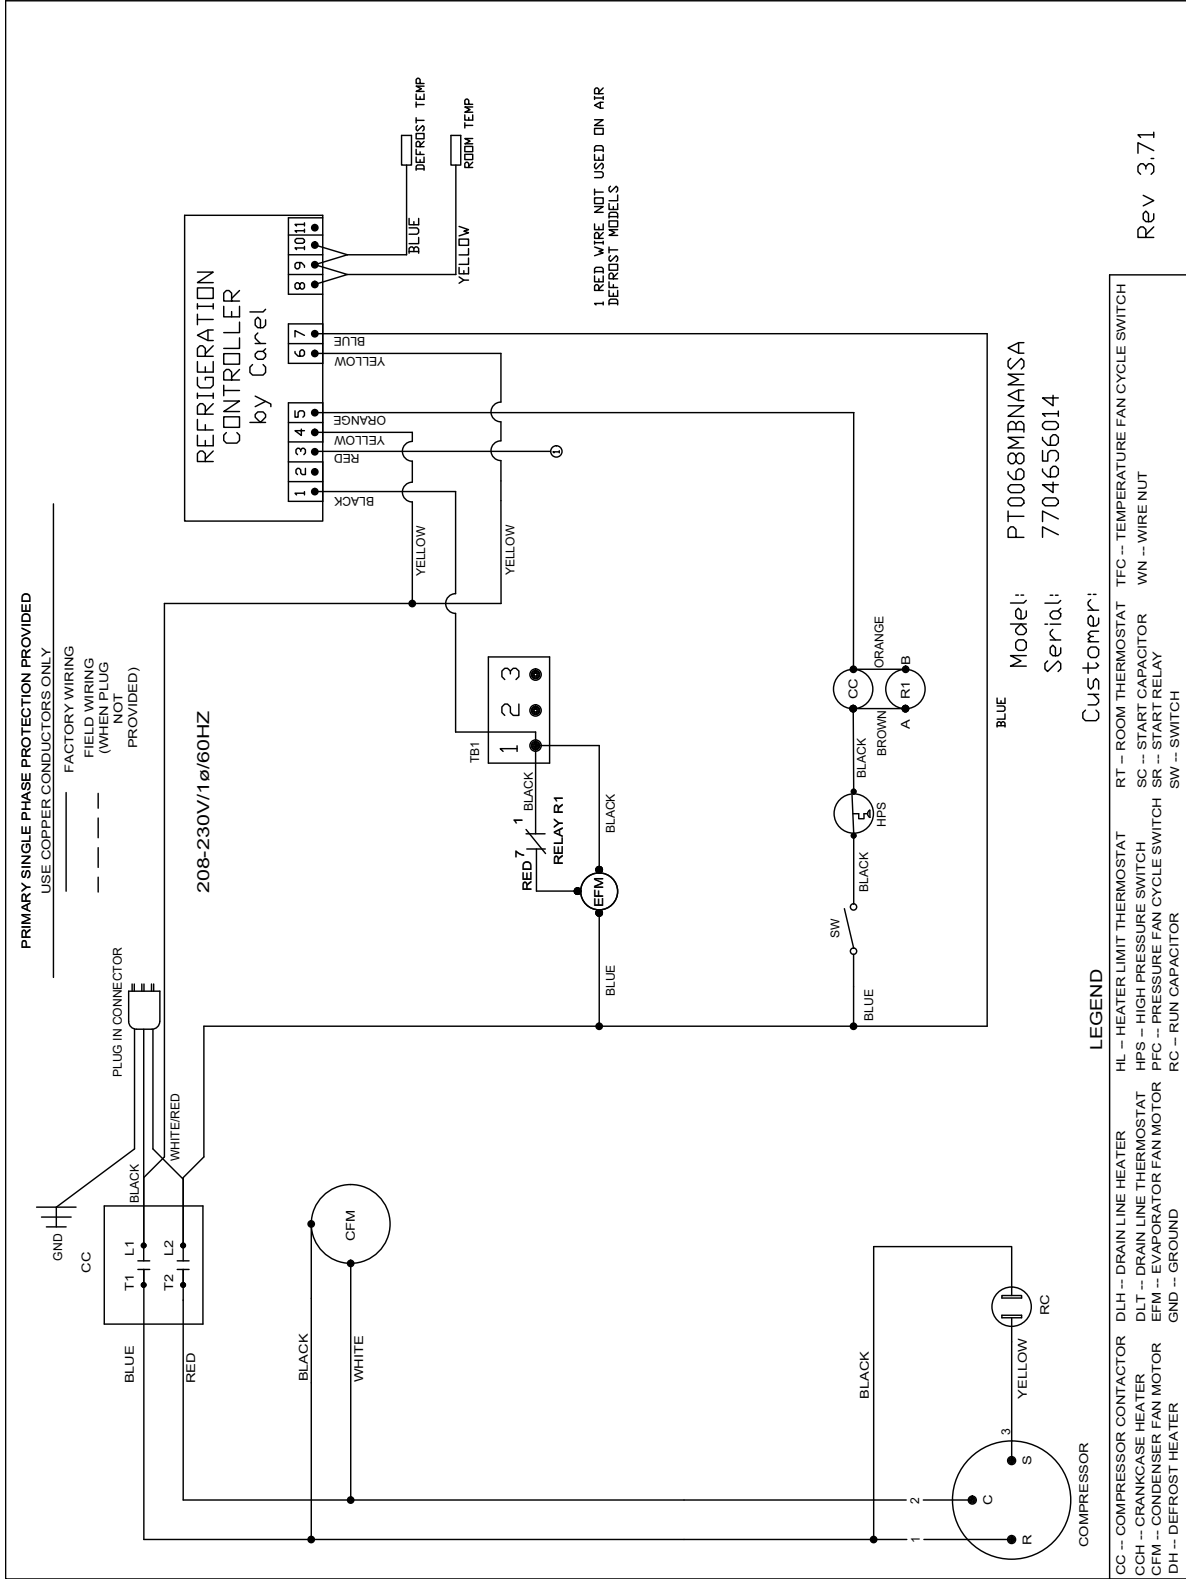 PRIMARY SINGLE PHASE PROTECTION PROVIDED
USE COPPER CONDUCTORS ONLY
FACTORY WIRING
FIELD WIRING
(WHEN PLUG
NOT
PROVIDED)
208-230V/1ø/60HZ
REFRIGERATION
CONTROLLER
by Carel
1 2 3 4 5 6 7 8 9 10 11
BLACK
RED
YELLOW
ORANGE
YELLOW
BLUE
BLUE
YELLOW
DEFROST TEMP
ROOM TEMP
1 RED WIRE NOT USED ON AIR
DEFROST MODELS
1
YELLOW
YELLOW
GND
PLUG IN CONNECTOR
BLACK
WHITE/RED
CC
T1 L1
T2 L2
BLUE
RED
BLACK
CFM
WHITE
TB1
1 2 3
BLACK
RED 7 1
RELAY R1
BLACK
EFM
BLUE
BLUE
SW
BLACK
HPS
BLACK
CC
BROWN
ORANGE
A R1 B
BLUE
BLACK
RC
YELLOW
1
2
3
R C S
COMPRESSOR
Model: PT0068MBNAMSA
Serial: 7704656014
Customer:
Rev 3.71
LEGEND
CC -- COMPRESSOR CONTACTOR
CCH -- CRANKCASE HEATER
CFM -- CONDENSER FAN MOTOR
DH -- DEFROST HEATER
DLH -- DRAIN LINE HEATER
DLT -- DRAIN LINE THERMOSTAT
EFM -- EVAPORATOR FAN MOTOR
GND -- GROUND
HL – HEATER LIMIT THERMOSTAT
HPS – HIGH PRESSURE SWITCH
PFC -- PRESSURE FAN CYCLE SWITCH
RC – RUN CAPACITOR
RT – ROOM THERMOSTAT
SC -- START CAPACITOR
SR -- START RELAY
SW -- SWITCH
TFC -- TEMPERATURE FAN CYCLE SWITCH
WN -- WIRE NUT